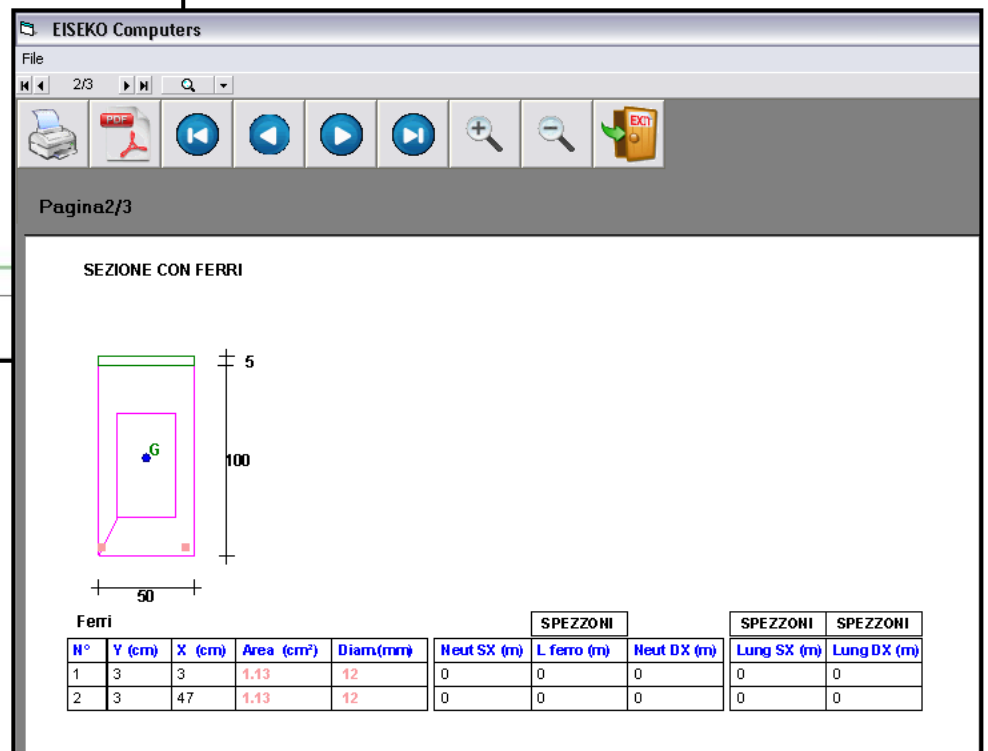 EISEKO Computers
File
2/3
PDF
EXIT
Pagina2/3
SEZIONE CON FERRI
5
G
100
50
Ferri SPEZZONI SPEZZONI SPEZZONI
N° Y (cm) X (cm) Area (cm²) Diam.(mm) Neut SX (m) L ferro (m) Neut DX (m) Lung SX (m) Lung DX (m)
1 3 3 1.13 12 0 0 0 0 0
2 3 47 1.13 12 0 0 0 0 0